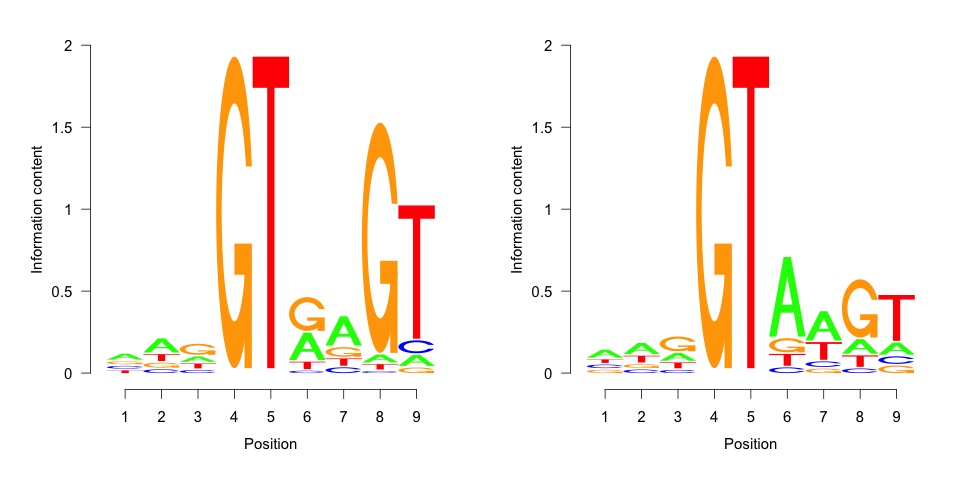 2
1.5
1
0.5
0
Information content
A G C T
T A G C
G A T C
G
T
G A T C
A G T C
G A T C
T C A G
1 2 3 4 5 6 7 8 9
Position
2
1.5
1
0.5
0
Information content
A T C G
A T G C
G A T C
G
T
A G T C
A T C G
G A T C
T A C G
1 2 3 4 5 6 7 8 9
Position